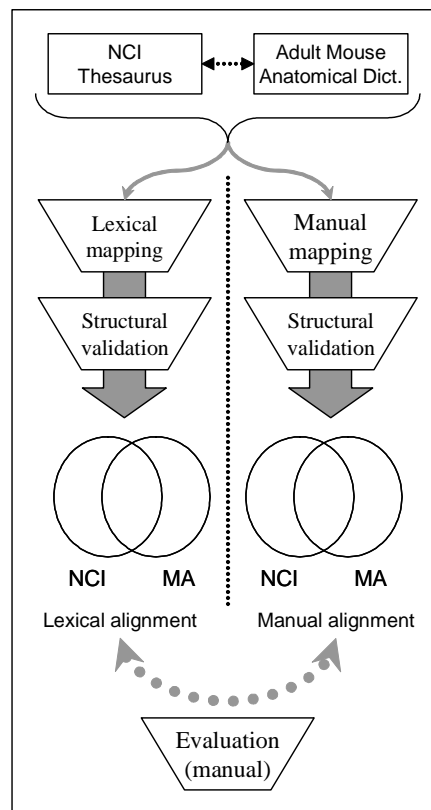 NCI
Thesaurus
Adult Mouse
Anatomical Dict.
Lexical
mapping
Structural
validation
NCI MA
Lexical alignment
Manual
mapping
Structural
validation
NCI MA
Manual alignment
Evaluation
(manual)